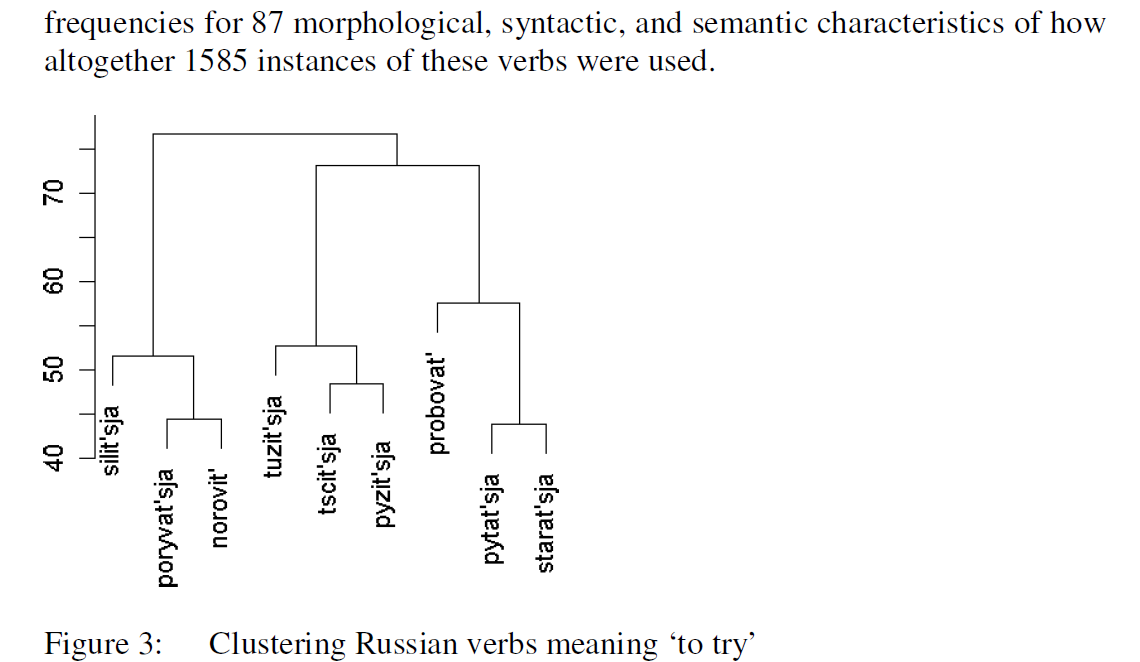 frequencies for 87 morphological, syntactic, and semantic characteristics of how
altogether 1585 instances of these verbs were used.
70
60
50
40
silit'sja
poryvat'sja
norovit'
tuzit'sja
tscit'sja
pyzit'sja
probovat'
pytat'sja
starat'sja
Figure 3: Clustering Russian verbs meaning ‘to try’